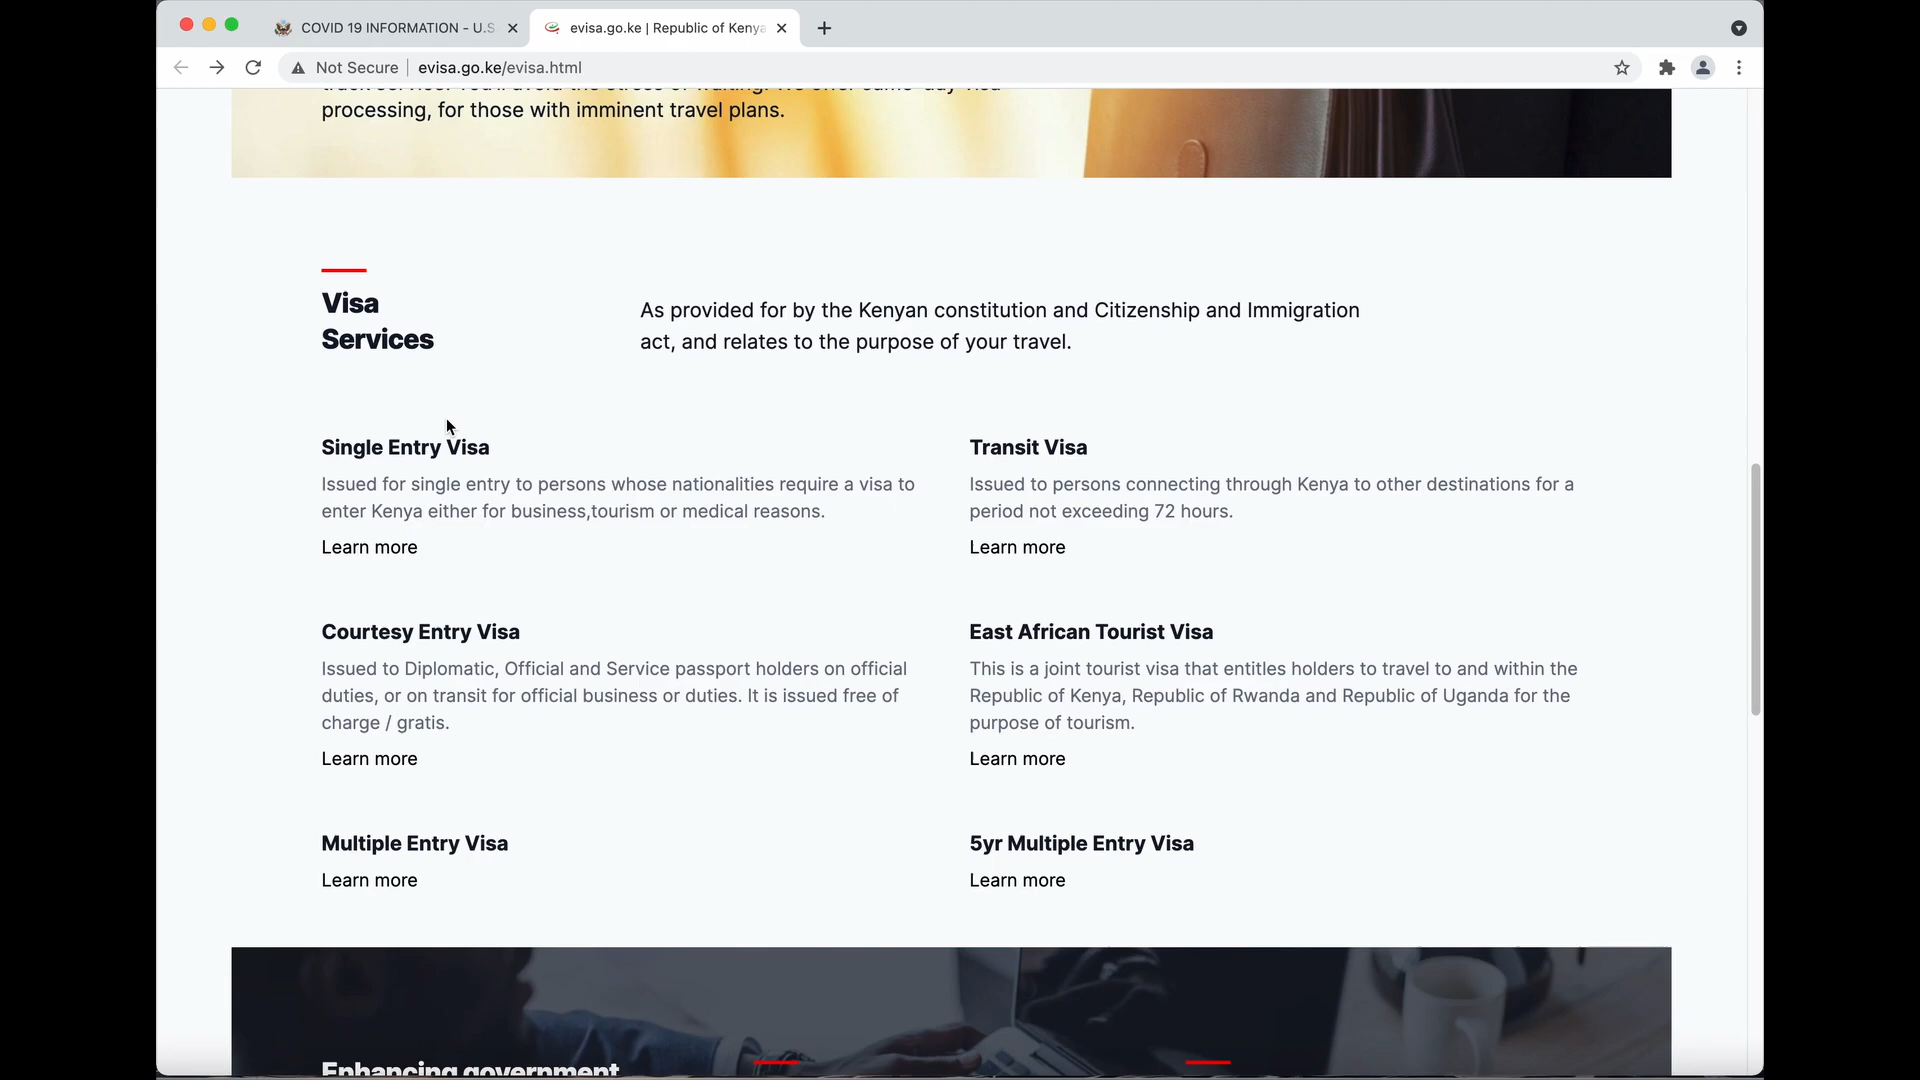 COVID 19 INFORMATION - U.S
evisa.go.ke | Republic of Kenya
Not Secure
evisa.go.ke/evisa.html
processing, for those with imminent travel plans.
Visa
Services
As provided for by the Kenyan constitution and Citizenship and Immigration
act, and relates to the purpose of your travel.
Single Entry Visa
Issued for single entry to persons whose nationalities require a visa to
enter Kenya either for business,tourism or medical reasons.
Learn more
Transit Visa
Issued to persons connecting through Kenya to other destinations for a
period not exceeding 72 hours.
Learn more
Courtesy Entry Visa
Issued to Diplomatic, Official and Service passport holders on official
duties, or on transit for official business or duties. It is issued free of
charge / gratis.
Learn more
East African Tourist Visa
This is a joint tourist visa that entitles holders to travel to and within the
Republic of Kenya, Republic of Rwanda and Republic of Uganda for the
purpose of tourism.
Learn more
Multiple Entry Visa
Learn more
5yr Multiple Entry Visa
Learn more
Enhancing government